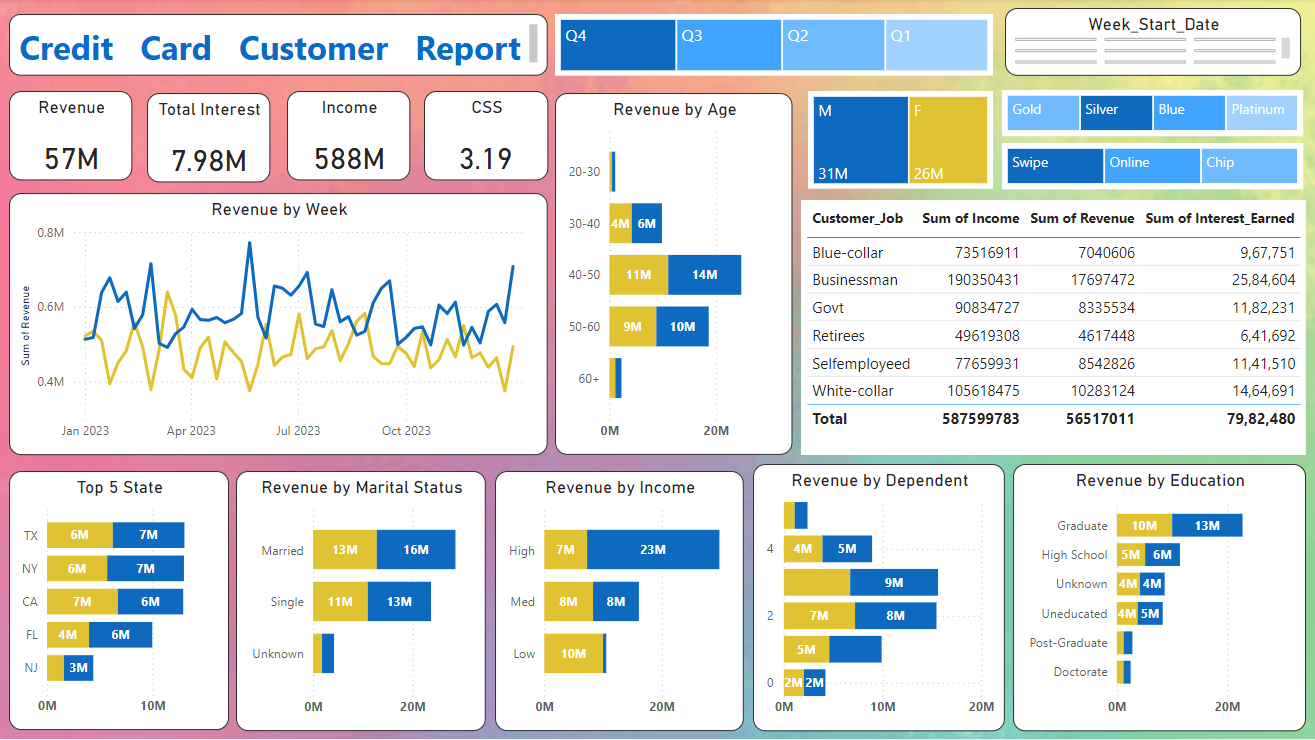 Credit Card Customer Report
Q4 Q3 Q2 Q1
Week_Start_Date
Revenue
57M
Total Interest
7.98M
Income
588M
CSS
3.19
M
31M
F
26M
Gold Silver Blue Platinum
Swipe Online Chip
Revenue by Week
Sum of Revenue
0.8M
0.6M
0.4M
Jan 2023 Apr 2023 Jul 2023 Oct 2023
Revenue by Age
20-30
30-40 4M 6M
40-50 11M 14M
50-60 9M 10M
60+
0M 20M
Customer_Job Sum of Income Sum of Revenue Sum of Interest_Earned
Blue-collar 73516911 7040606 9,67,751
Businessman 190350431 17697472 25,84,604
Govt 90834727 8335534 11,82,231
Retirees 49619308 4617448 6,41,692
Selfemployeed 77659931 8542826 11,41,510
White-collar 105618475 10283124 14,64,691
Total 587599783 56517011 79,82,480
Top 5 State
TX 6M 7M
NY 6M 7M
CA 7M 6M
FL 4M 6M
NJ 3M
0M 10M
Revenue by Marital Status
Married 13M 16M
Single 11M 13M
Unknown
0M 20M
Revenue by Income
High 7M 23M
Med 8M 8M
Low 10M
0M 20M
Revenue by Dependent
4 4M 5M
9M
2 7M 8M
5M
0 2M 2M
0M 10M 20M
Revenue by Education
Graduate 10M 13M
High School 5M 6M
Unknown 4M 4M
Uneducated 4M 5M
Post-Graduate
Doctorate
0M 20M